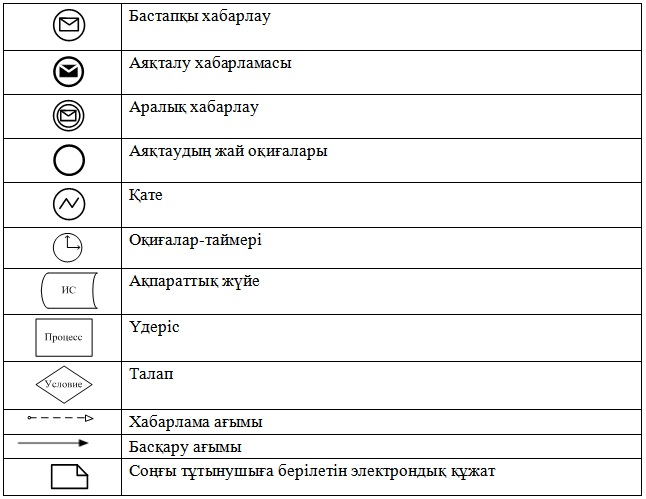 Бастапқы хабарлау
Аяқталу хабарламасы
Аралық хабарлау
Аяқтаудың жай оқиғалары
Қате
Оқиғалар-таймері
ИС
Ақпараттық жүйе
Процесс
Үдеріс
Условие
Талап
Хабарлама ағымы
Басқару ағымы
Соңғы тұтынушыға берілетін электрондық құжат